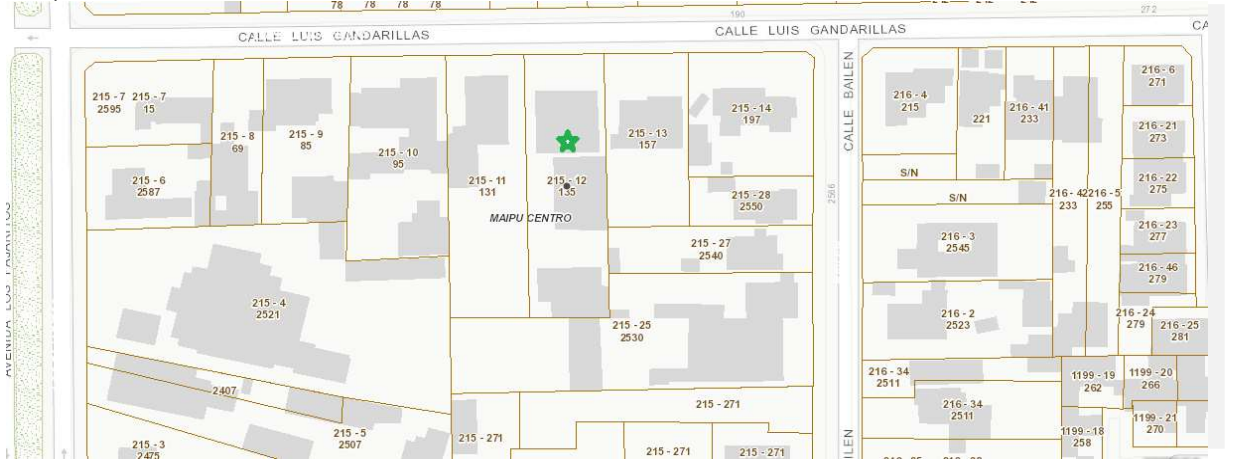 78 78 78 78
190
272
CALLE LUIS GANDARILLAS
CALLE LUIS GANDARILLAS
CA
215 - 7
2595
215 - 7
15
215 - 8
69
215 - 9
85
215 - 10
95
215 - 11
131
215 - 12
135
215 - 13
157
215 - 14
197
215 - 6
2587
215 - 28
2550
MAIPU CENTRO
215 - 27
2540
215 - 4
2521
215 - 25
2530
2407
215 - 5
2507
215 - 3
2475
215 - 271
215 - 271
215 - 271
215 - 271
AVENIDA LOS PAJARITOS
CALLE BAILEN
2566
ILEN
216 - 4
215
221
216 - 41
233
216 - 6
271
216 - 21
273
S/N
S/N
216 - 42
233
216 - 5
255
216 - 22
275
216 - 3
2545
216 - 23
277
216 - 46
279
216 - 2
2523
216 - 24
279
216 - 25
281
216 - 34
2511
216 - 34
2511
1199 - 19
262
1199 - 20
266
1199 - 21
270
1199 - 18
258